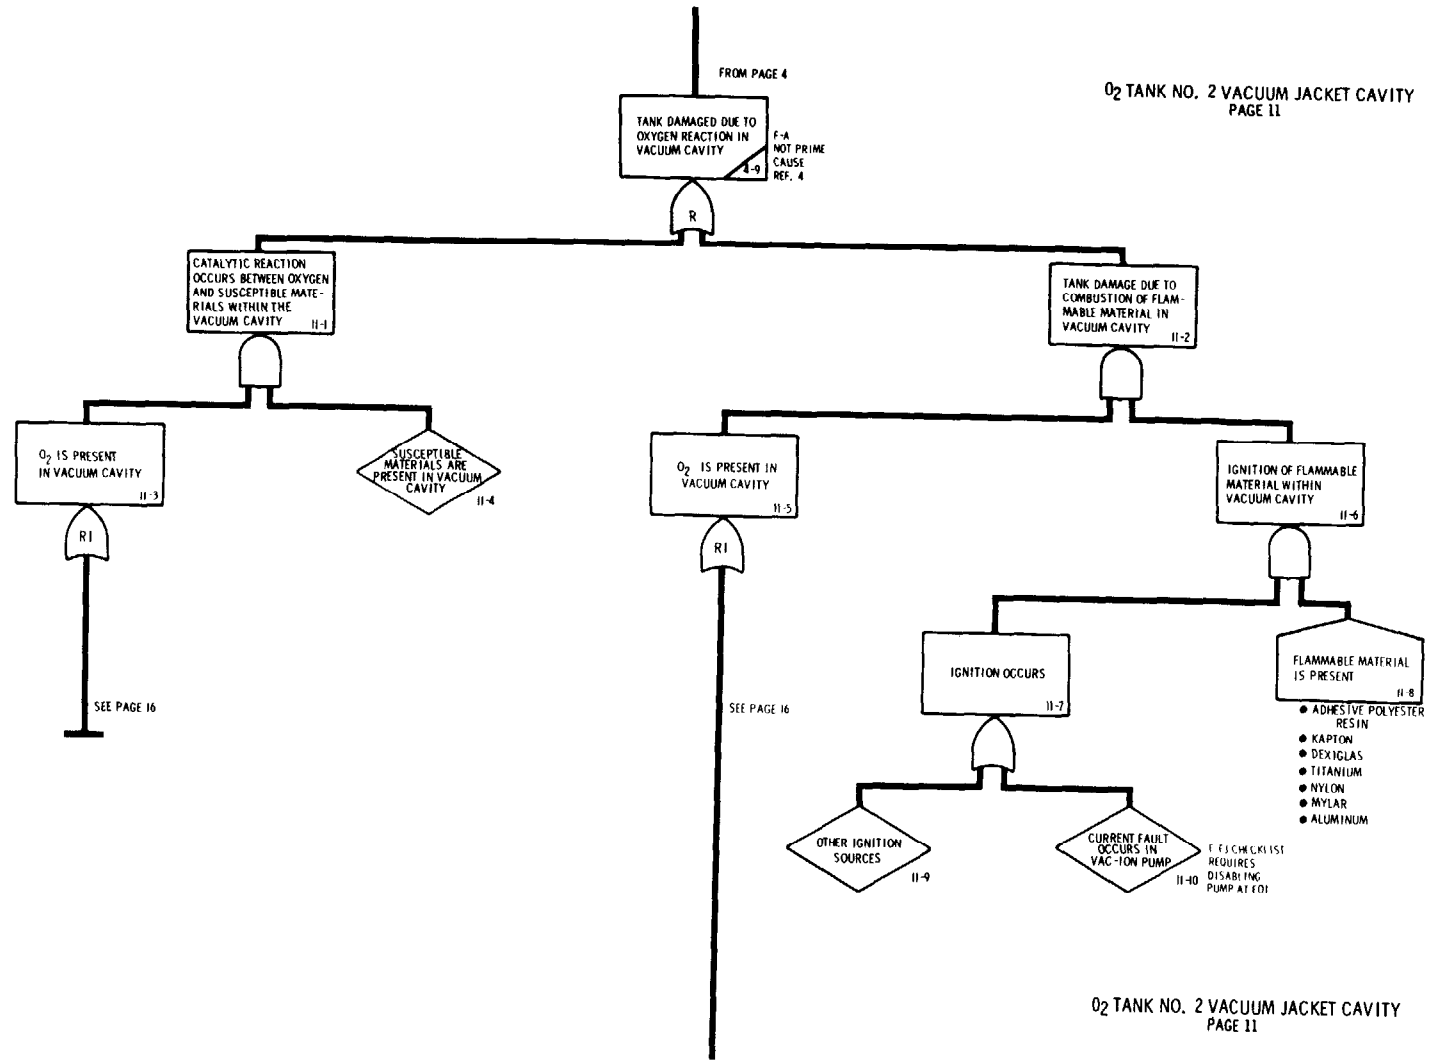 FROM PAGE 4
O2 TANK NO. 2 VACUUM JACKET CAVITY
PAGE 11
TANK DAMAGED DUE TO
OXYGEN REACTION IN
VACUUM CAVITY
4-9
F-A
NOT PRIME
CAUSE
REF. 4
R
CATALYTIC REACTION
OCCURS BETWEEN OXYGEN
AND SUSCEPTIBLE MATE-
RIALS WITHIN THE
VACUUM CAVITY
11-1
TANK DAMAGE DUE TO
COMBUSTION OF FLAM-
MABLE MATERIAL IN
VACUUM CAVITY
11-2
O2 IS PRESENT
IN VACUUM CAVITY
11-3
SUSCEPTIBLE
MATERIALS ARE
PRESENT IN VACUUM
CAVITY
11-4
O2 IS PRESENT IN
VACUUM CAVITY
11-5
IGNITION OF FLAMMABLE
MATERIAL WITHIN
VACUUM CAVITY
11-6
R1
R1
IGNITION OCCURS
11-7
FLAMMABLE MATERIAL
IS PRESENT
11-8
SEE PAGE 16
SEE PAGE 16
● ADHESIVE POLYESTER
RESIN
● KAPTON
● DEXIGLAS
● TITANIUM
● NYLON
● MYLAR
● ALUMINUM
OTHER IGNITION
SOURCES
11-9
CURRENT FAULT
OCCURS IN
VAC-ION PUMP
11-10
CHECKLIST
REQUIRES
DISABLING
PUMP AT
O2 TANK NO. 2 VACUUM JACKET CAVITY
PAGE 11